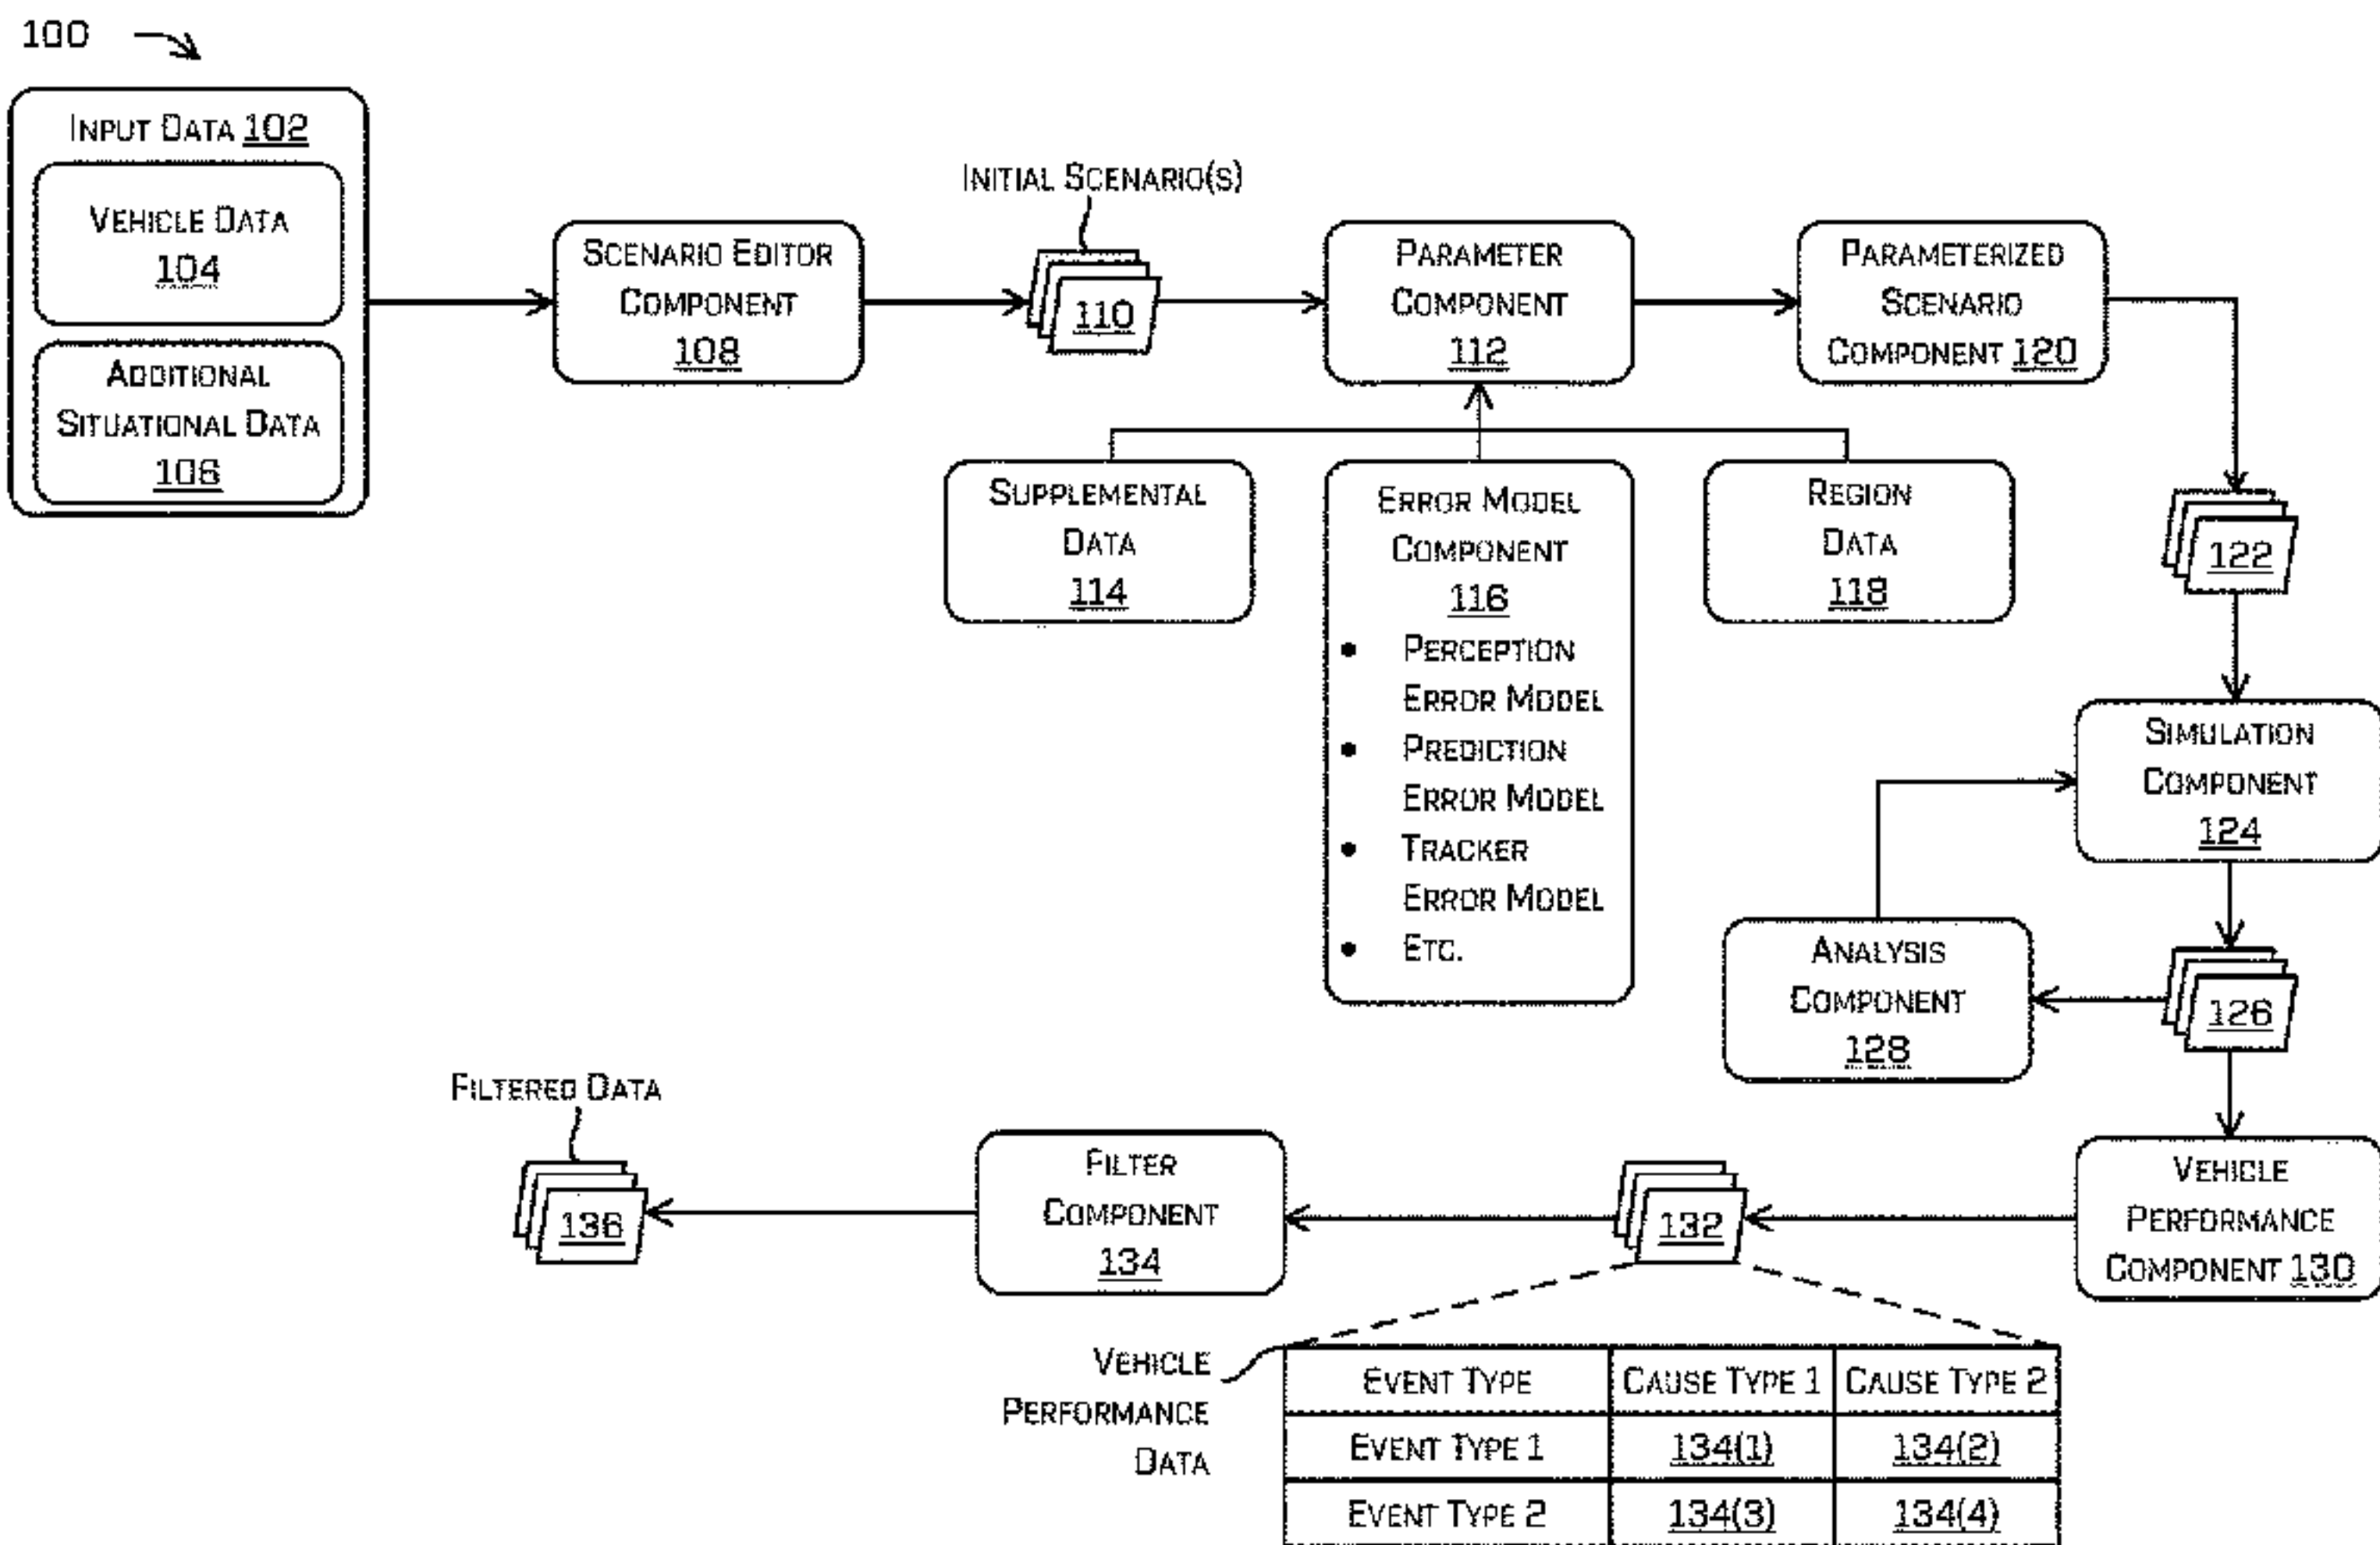 100
INPUT DATA 102
VEHICLE DATA
104
ADDITIONAL
SITUATIONAL DATA
106
SCENARIO EDITOR
COMPONENT
108
INITIAL SCENARIO(S)
110
PARAMETER
COMPONENT
112
PARAMETERIZED
SCENARIO
COMPONENT 120
SUPPLEMENTAL
DATA
114
ERROR MODEL
COMPONENT
116
• PERCEPTION
ERROR MODEL
• PREDICTION
ERROR MODEL
• TRACKER
ERROR MODEL
• ETC.
REGION
DATA
118
122
SIMULATION
COMPONENT
124
ANALYSIS
COMPONENT
128
126
VEHICLE
PERFORMANCE
COMPONENT 130
132
FILTER
COMPONENT
134
FILTERED DATA
136
VEHICLE
PERFORMANCE
DATA
EVENT TYPE CAUSE TYPE 1 CAUSE TYPE 2
EVENT TYPE 1 134(1) 134(2)
EVENT TYPE 2 134(3) 134(4)